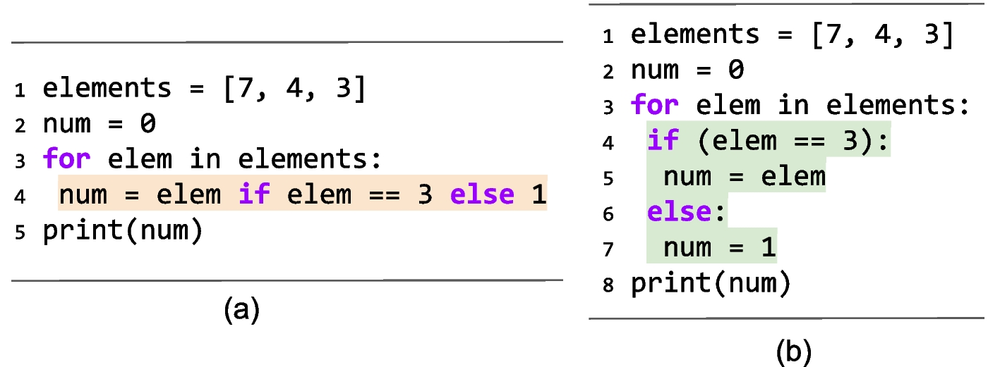 1 elements = [7, 4, 3]
2 num = 0
3 for elem in elements:
4  num = elem if elem == 3 else 1
5 print(num)
(a)
1 elements = [7, 4, 3]
2 num = 0
3 for elem in elements:
4  if (elem == 3):
5   num = elem
6  else:
7   num = 1
8 print(num)
(b)